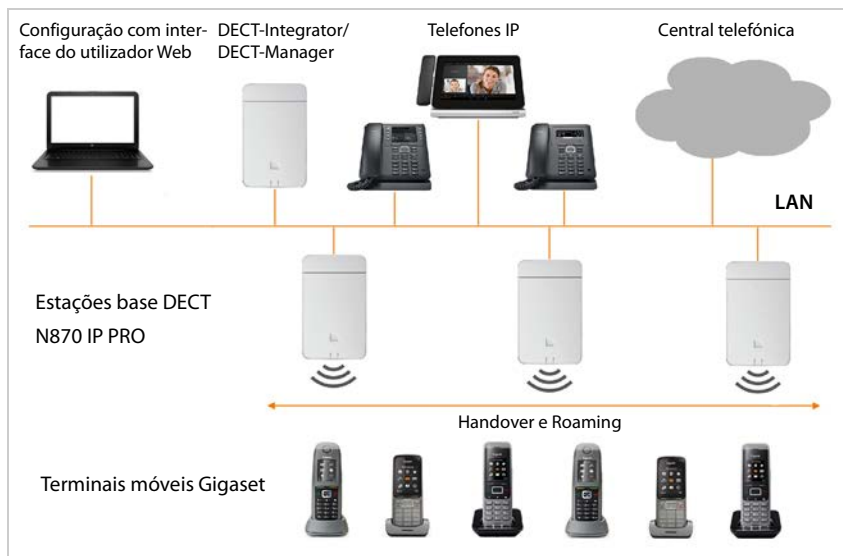 Configuração com inter-
face do utilizador Web
DECT-Integrator/
DECT-Manager
Telefones IP
Central telefónica
LAN
Estações base DECT
N870 IP PRO
Handover e Roaming
Terminais móveis Gigaset